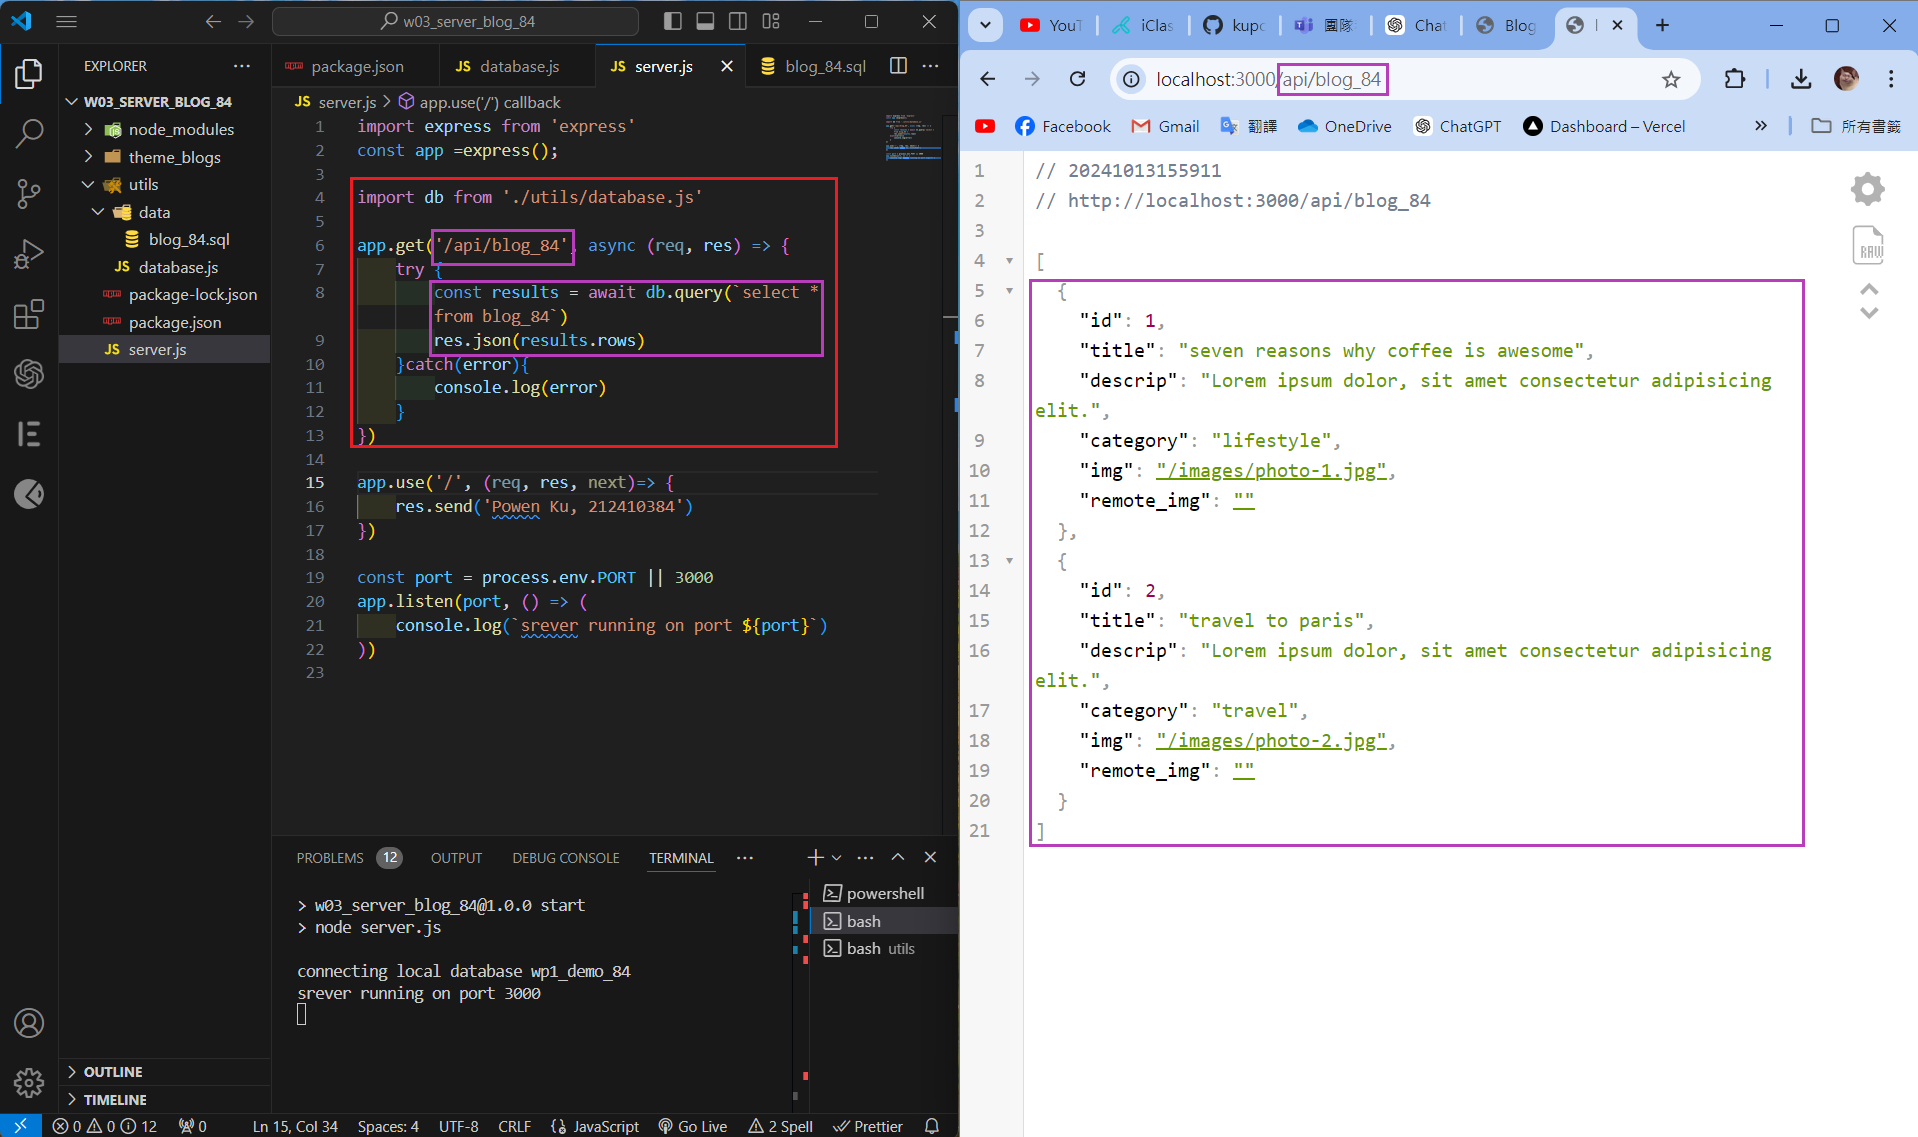 w03_server_blog_84
EXPLORER
W03_SERVER_BLOG_84
node_modules
theme_blogs
utils
data
blog_84.sql
JS database.js
package-lock.json
package.json
JS server.js
OUTLINE
TIMELINE
package.json
JS database.js
JS server.js
blog_84.sql
JS server.js > app.use('/') callback
1 import express from 'express'
2 const app =express();
3
4 import db from './utils/database.js'
5
6 app.get('/api/blog_84', async (req, res) => {
7 try {
8 const results = await db.query(`select *
from blog_84`)
9 res.json(results.rows)
10 }catch(error){
11 console.log(error)
12 }
13 })
14
15 app.use('/', (req, res, next)=> {
16 res.send('Powen Ku, 212410384')
17 })
18
19 const port = process.env.PORT || 3000
20 app.listen(port, () => (
21 console.log(`srever running on port ${port}`)
22 ))
23
PROBLEMS 12 OUTPUT DEBUG CONSOLE TERMINAL
> w03_server_blog_84@1.0.0 start
> node server.js
connecting local database wp1_demo_84
srever running on port 3000
powershell
bash
bash utils
0 0 12 0 Ln 15, Col 34 Spaces: 4 UTF-8 CRLF JavaScript Go Live 2 Spell Prettier
YouT
iClas
kupo
團隊
Chat
Blog
localhost:3000/api/blog_84
Facebook Gmail 翻譯 OneDrive ChatGPT Dashboard – Vercel » 所有書籤
1 // 20241013155911
2 // http://localhost:3000/api/blog_84
3
4 [
5 {
6 "id": 1,
7 "title": "seven reasons why coffee is awesome",
8 "descrip": "Lorem ipsum dolor, sit amet consectetur adipisicing
elit.",
9 "category": "lifestyle",
10 "img": "/images/photo-1.jpg",
11 "remote_img": ""
12 },
13 {
14 "id": 2,
15 "title": "travel to paris",
16 "descrip": "Lorem ipsum dolor, sit amet consectetur adipisicing
elit.",
17 "category": "travel",
18 "img": "/images/photo-2.jpg",
19 "remote_img": ""
20 }
21 ]
RAW